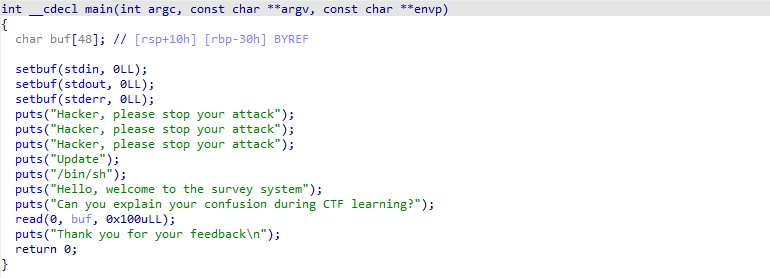 int __cdecl main(int argc, const char **argv, const char **envp)
{
  char buf[48]; // [rsp+10h] [rbp-30h] BYREF

  setbuf(stdin, 0LL);
  setbuf(stdout, 0LL);
  setbuf(stderr, 0LL);
  puts("Hacker, please stop your attack");
  puts("Hacker, please stop your attack");
  puts("Hacker, please stop your attack");
  puts("Update");
  puts("/bin/sh");
  puts("Hello, welcome to the survey system");
  puts("Can you explain your confusion during CTF learning?");
  read(0, buf, 0x100uLL);
  puts("Thank you for your feedback\n");
  return 0;
}